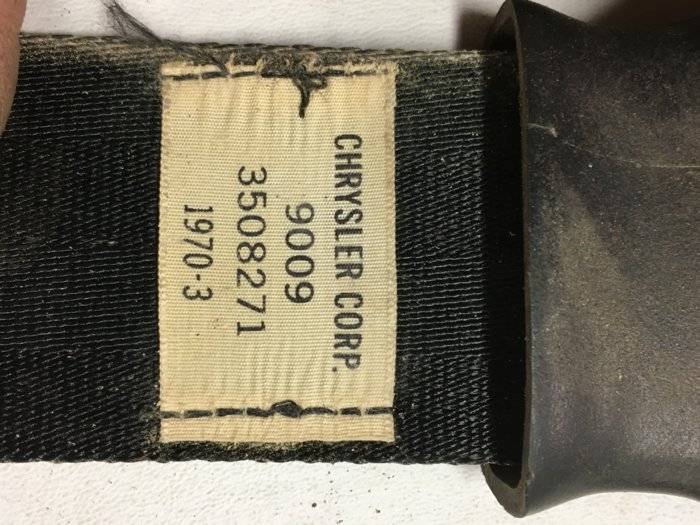 CHRYSLER CORP.
9009
3508271
1970-3